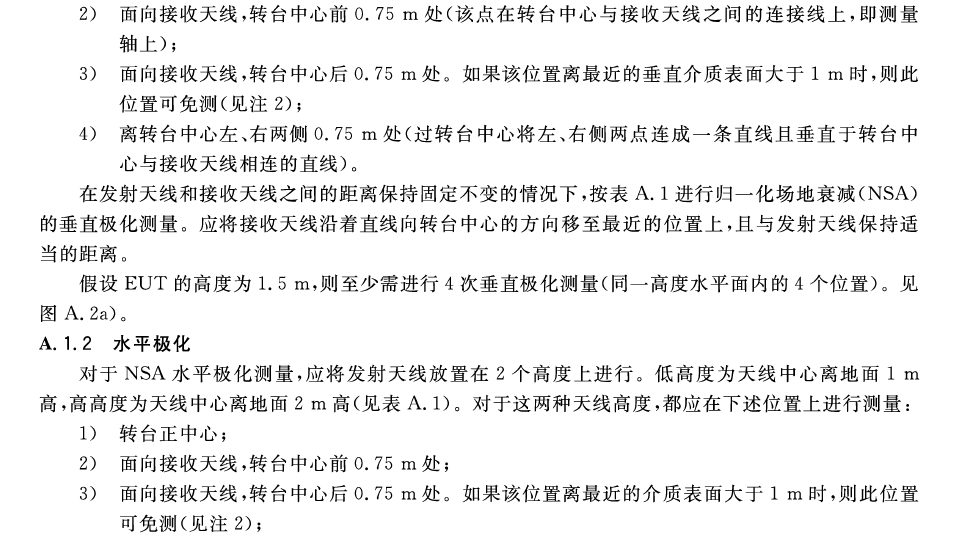 2) 面向接收天线,转台中心前 0.75 m 处(该点在转台中心与接收天线之间的连接线上,即测量
轴上);
3) 面向接收天线,转台中心后 0.75 m 处。如果该位置离最近的垂直介质表面大于 1 m 时,则此
位置可免测(见注 2);
4) 离转台中心左、右两侧 0.75 m 处(过转台中心将左、右侧两点连成一条直线且垂直于转台中
心与接收天线相连的直线)。
在发射天线和接收天线之间的距离保持固定不变的情况下,按表 A.1 进行归一化场地衰减(NSA)
的垂直极化测量。应将接收天线沿着直线向转台中心的方向移至最近的位置上,且与发射天线保持适
当的距离。
假设 EUT 的高度为 1.5 m,则至少需进行 4 次垂直极化测量(同一高度水平面内的 4 个位置)。见
图 A.2a)。
A.1.2 水平极化
对于 NSA 水平极化测量,应将发射天线放置在 2 个高度上进行。低高度为天线中心离地面 1 m
高,高高度为天线中心离地面 2 m 高(见表 A.1)。对于这两种天线高度,都应在下述位置上进行测量:
1) 转台正中心;
2) 面向接收天线,转台中心前 0.75 m 处;
3) 面向接收天线,转台中心后 0.75 m 处。如果该位置离最近的介质表面大于 1 m 时,则此位置
可免测(见注 2);